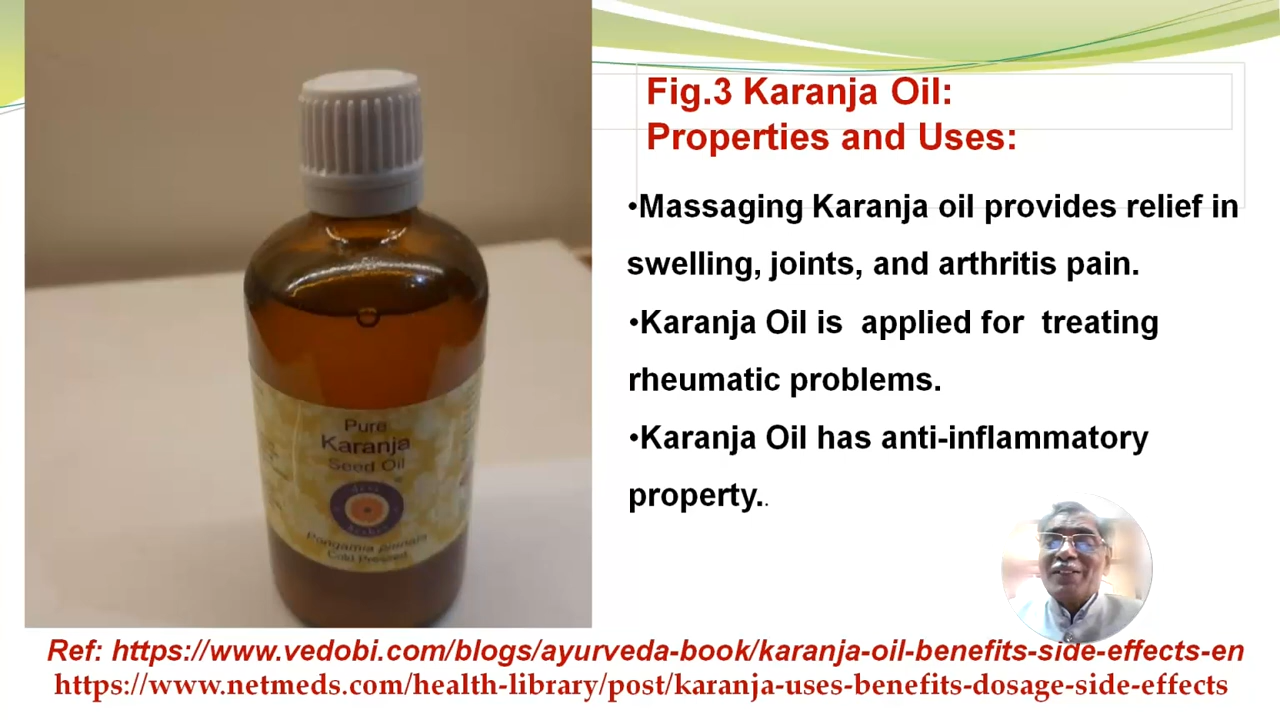 Fig.3 Karanja Oil:
Properties and Uses:
•Massaging Karanja oil provides relief in
swelling, joints, and arthritis pain.
•Karanja Oil is applied for treating
rheumatic problems.
•Karanja Oil has anti-inflammatory
property..
Pure
Karanja
Seed Oil
Pongamia pinnata
Cold Pressed
Ref: https://www.vedobi.com/blogs/ayurveda-book/karanja-oil-benefits-side-effects-en
https://www.netmeds.com/health-library/post/karanja-uses-benefits-dosage-side-effects